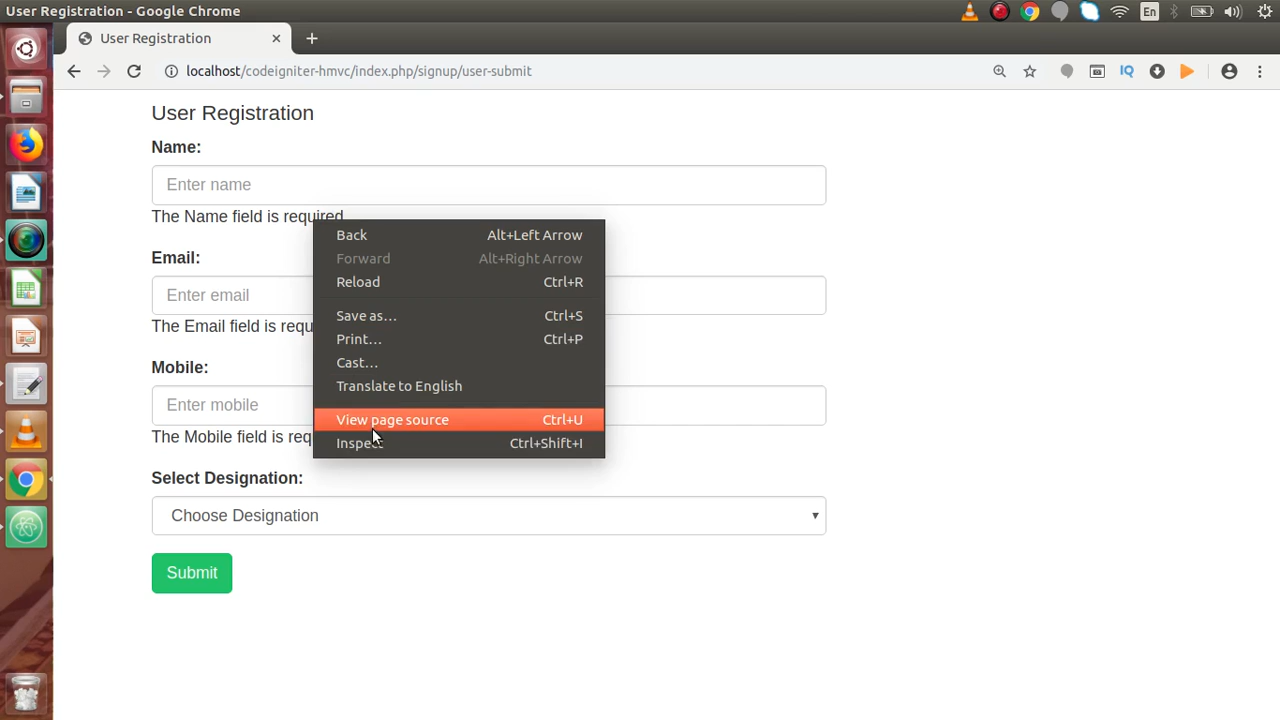 User Registration - Google Chrome
En
User Registration
localhost/codeigniter-hmvc/index.php/signup/user-submit
IQ
User Registration
Name:
Enter name
The Name field is required.
Email:
Enter email
The Email field is requ
Mobile:
Enter mobile
The Mobile field is req
Select Designation:
Choose Designation
Submit
Back Alt+Left Arrow
Forward Alt+Right Arrow
Reload Ctrl+R
Save as… Ctrl+S
Print… Ctrl+P
Cast…
Translate to English
View page source Ctrl+U
Inspect Ctrl+Shift+I